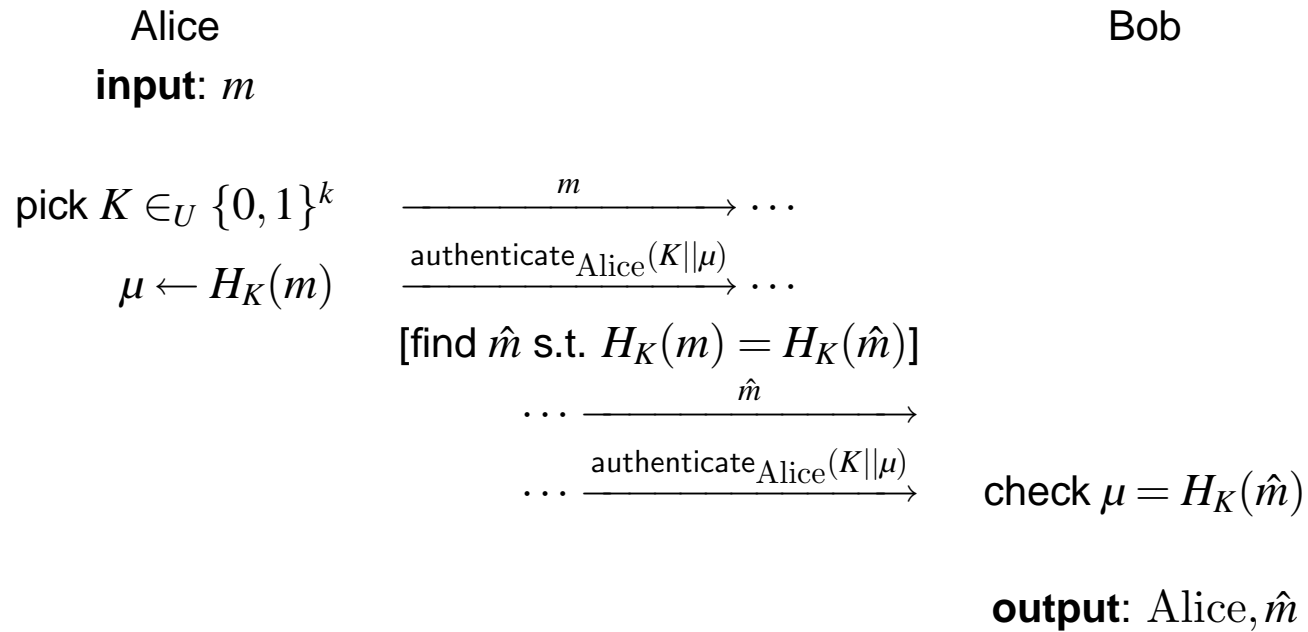 Alice Bob
input: m
pick K ∈_U {0,1}^k m ⋯
μ ← H_K(m) authenticate_Alice(K||μ) ⋯
[find m̂ s.t. H_K(m) = H_K(m̂)]
⋯ m̂
⋯ authenticate_Alice(K||μ) check μ = H_K(m̂)
output: Alice, m̂